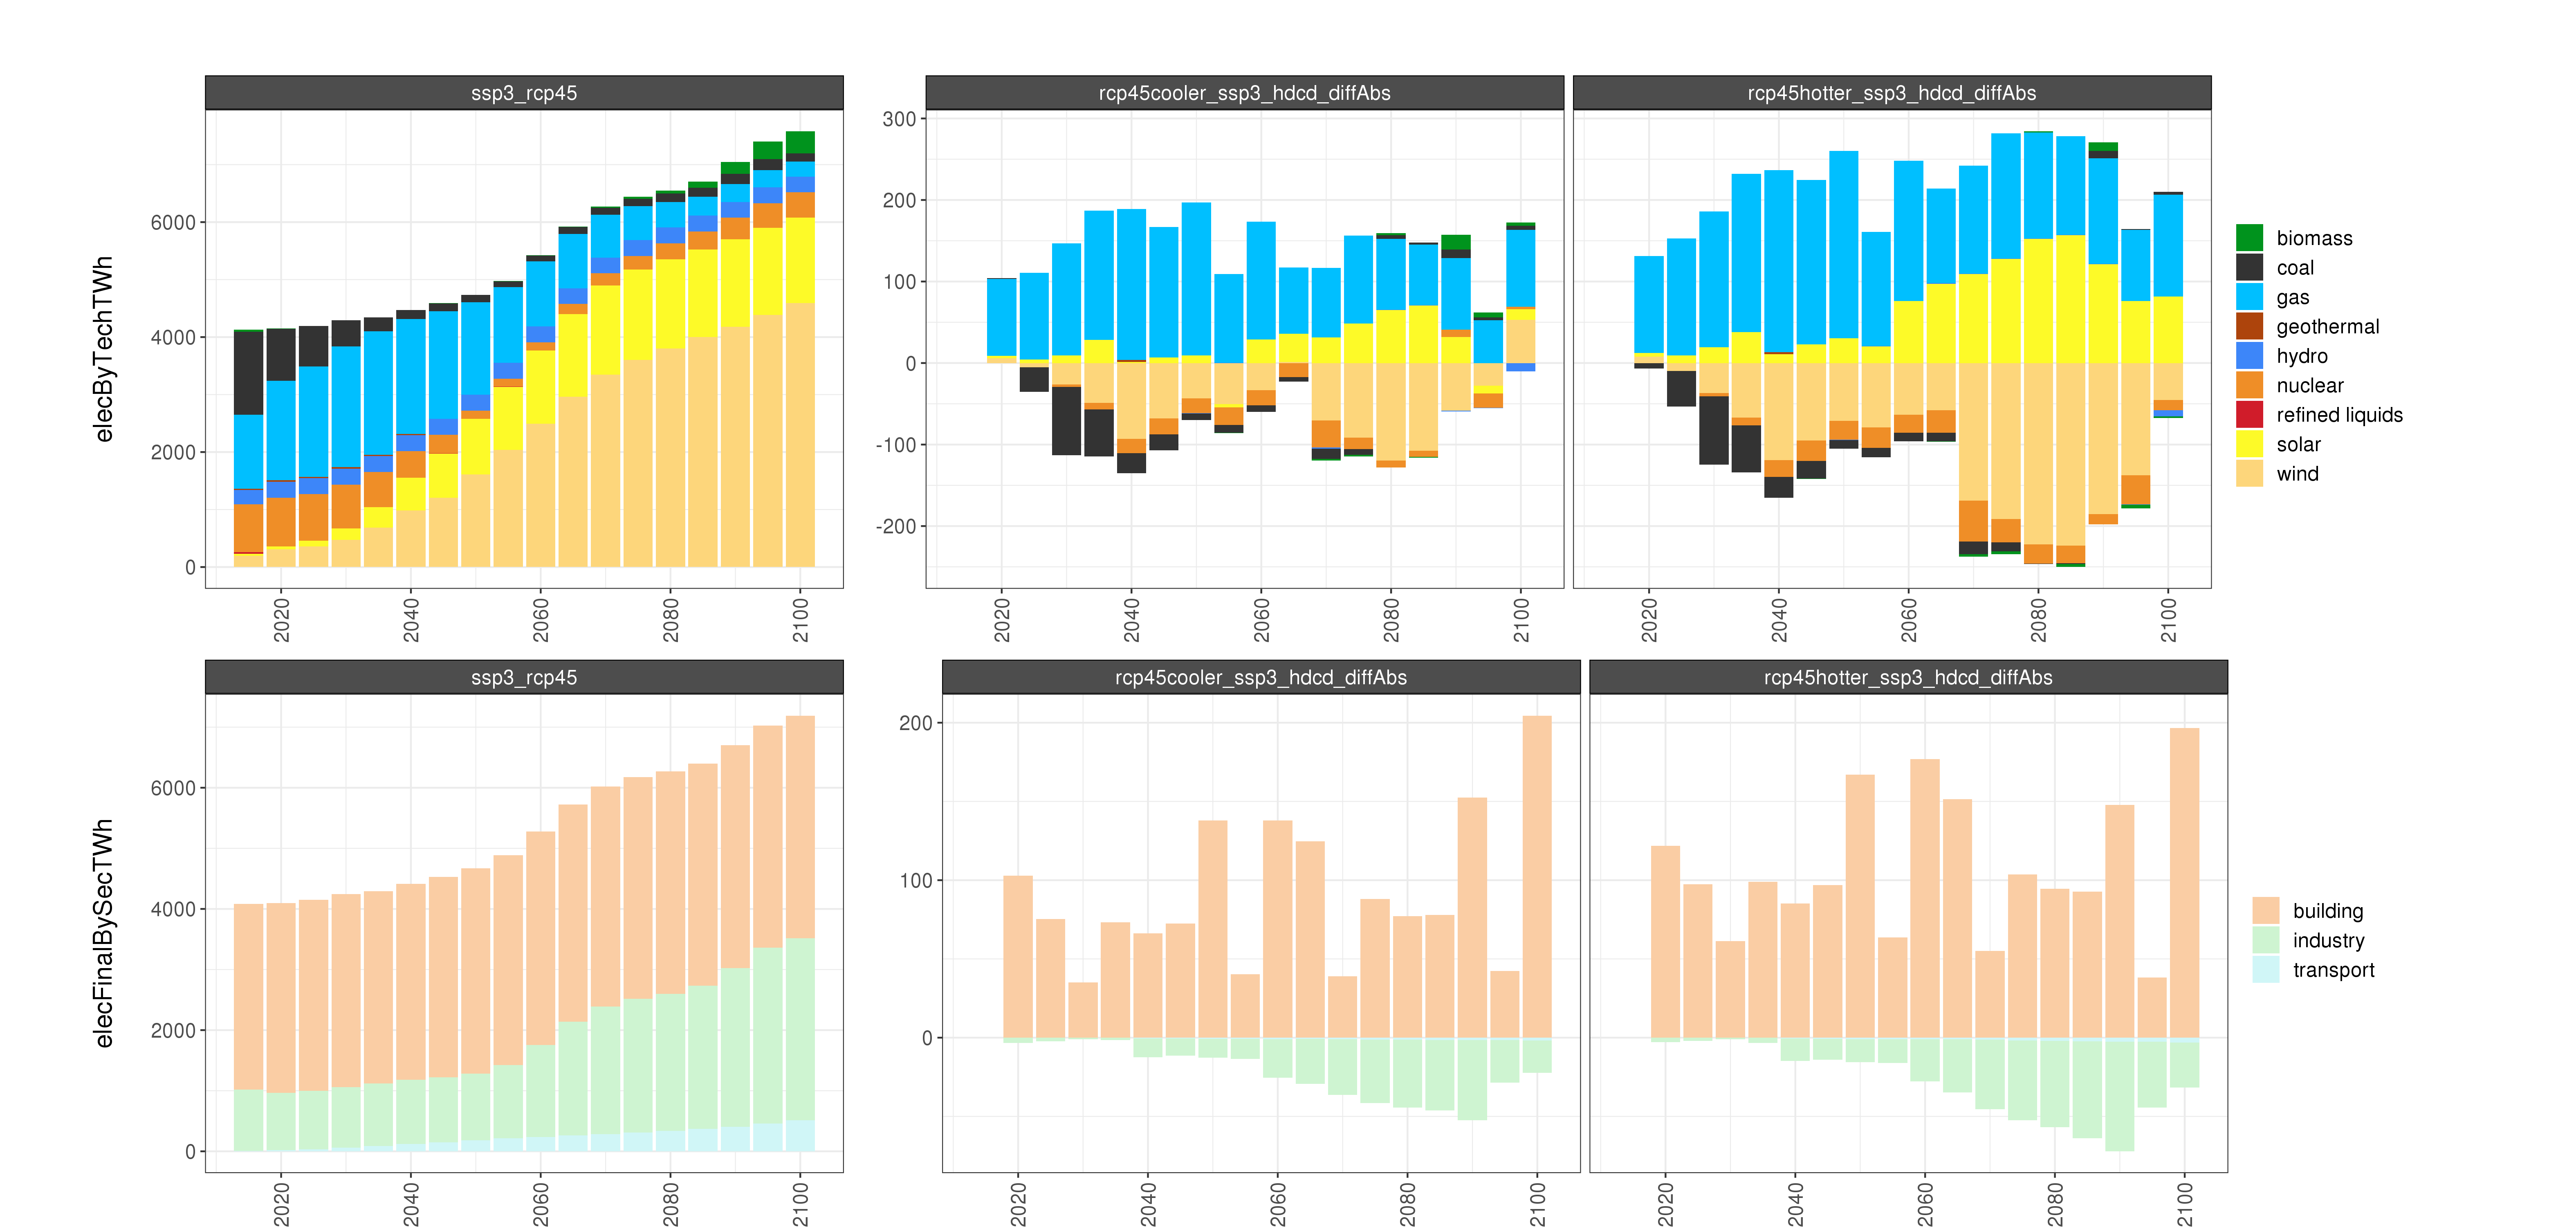 ssp3_rcp45
rcp45cooler_ssp3_hdcd_diffAbs
rcp45hotter_ssp3_hdcd_diffAbs
elecByTechTWh
6000
4000
2000
0
300
200
100
0
-100
-200
2020 2040 2060 2080 2100
2020 2040 2060 2080 2100
2020 2040 2060 2080 2100
biomass
coal
gas
geothermal
hydro
nuclear
refined liquids
solar
wind
ssp3_rcp45
rcp45cooler_ssp3_hdcd_diffAbs
rcp45hotter_ssp3_hdcd_diffAbs
elecFinalBySecTWh
6000
4000
2000
0
200
100
0
2020 2040 2060 2080 2100
2020 2040 2060 2080 2100
2020 2040 2060 2080 2100
building
industry
transport